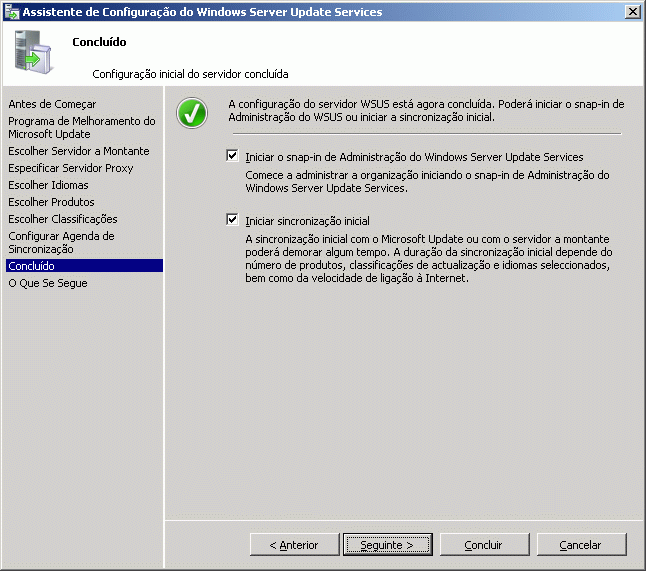 Assistente de Configuração do Windows Server Update Services
Concluído
Configuração inicial do servidor concluída
Antes de Começar
Programa de Melhoramento do
Microsoft Update
Escolher Servidor a Montante
Especificar Servidor Proxy
Escolher Idiomas
Escolher Produtos
Escolher Classificações
Configurar Agenda de
Sincronização
Concluído
O Que Se Segue
A configuração do servidor WSUS está agora concluída. Poderá iniciar o snap-in de
Administração do WSUS ou iniciar a sincronização inicial.
Iniciar o snap-in de Administração do Windows Server Update Services
Comece a administrar a organização iniciando o snap-in de Administração do
Windows Server Update Services.
Iniciar sincronização inicial
A sincronização inicial com o Microsoft Update ou com o servidor a montante
poderá demorar algum tempo. A duração da sincronização inicial depende do
número de produtos, classificações de actualização e idiomas seleccionados,
bem como da velocidade de ligação à Internet.
< Anterior
Seguinte >
Concluir
Cancelar